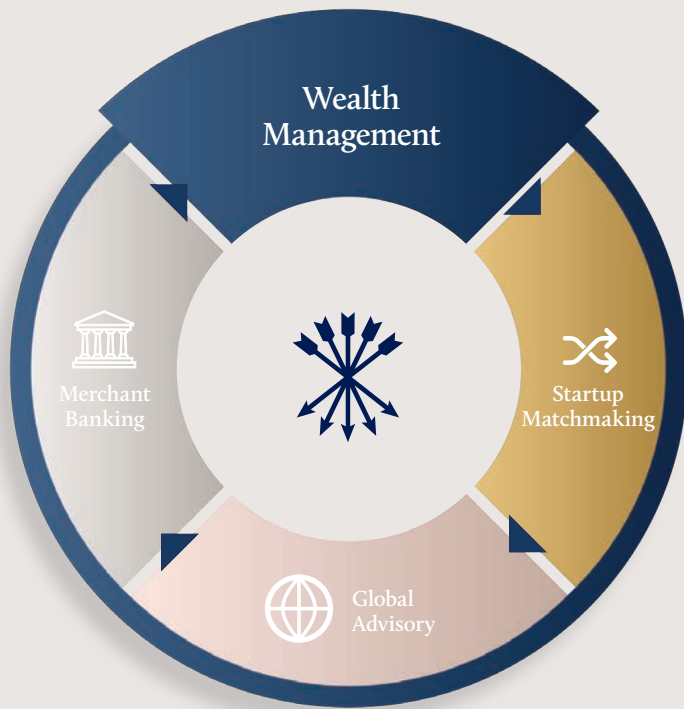 Wealth
Management
Merchant
Banking
Startup
Matchmaking
Global
Advisory